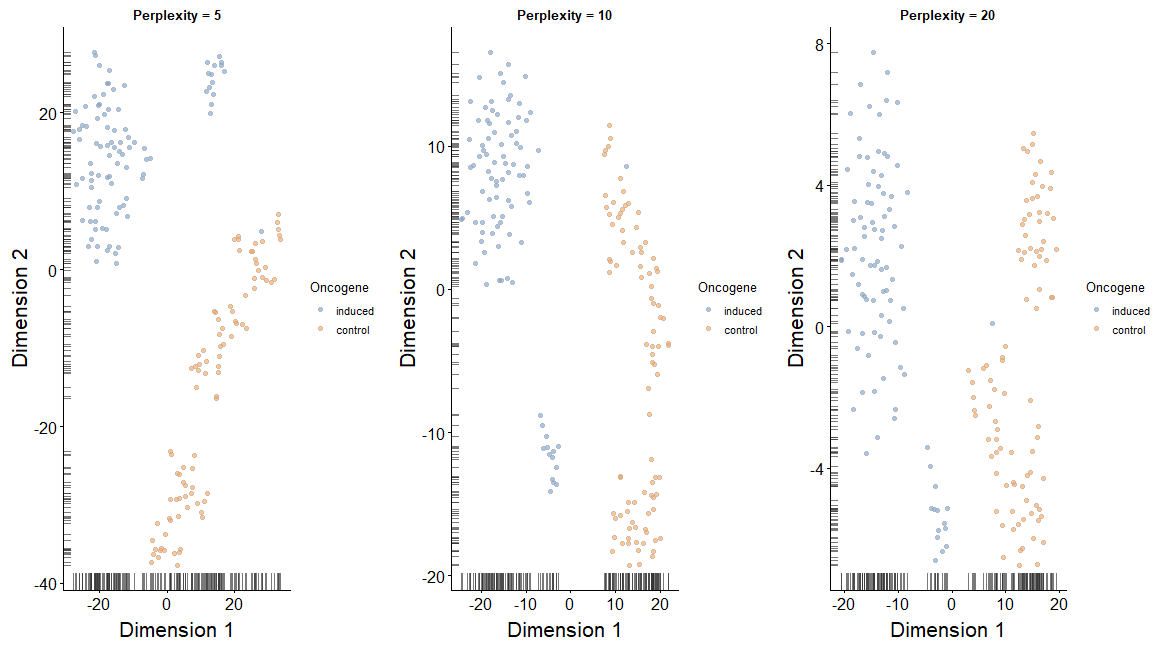 Perplexity = 5
20
0
-20
-40
-20
0
20
Dimension 1
Dimension 2
Oncogene
induced
control
Perplexity = 10
10
0
-10
-20
-20
-10
0
10
20
Dimension 1
Dimension 2
Oncogene
induced
control
Perplexity = 20
8
4
0
-4
-20
-10
0
10
20
Dimension 1
Dimension 2
Oncogene
induced
control